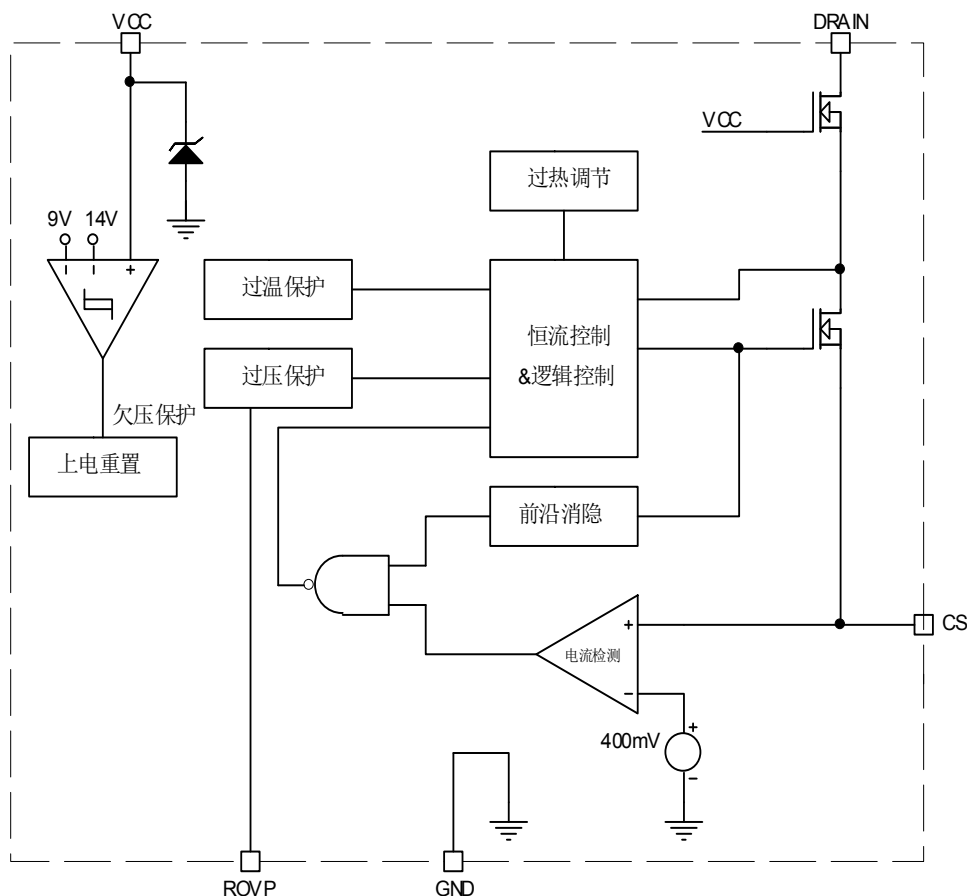 VCC
DRAIN
VCC
过热调节
9V 14V
+
过温保护
恒流控制
&逻辑控制
过压保护
欠压保护
上电重置
前沿消隐
CS
+
电流检测
400mV
+
ROVP
GND